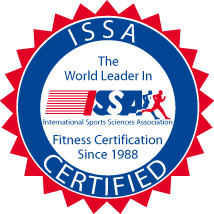 ISSA
The
World Leader In
ISSA
International Sports Sciences Association
Fitness Certification
Since 1988
CERTIFIED